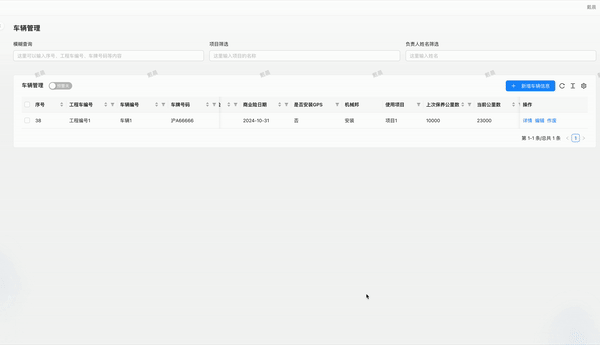 车辆管理
模糊查询
项目筛选
负责人姓名筛选
这里可以输入序号、工程车编号、车牌号码等内容
这里输入项目的名称
这里输入姓名
车辆管理
新增车辆信息
序号
工程车编号
车辆编号
车牌号码
商业险日期
是否安装GPS
机械邦
使用项目
上次保养公里数
当前公里数
操作
38
工程编号1
车辆1
沪A66666
2024-10-31
否
安装
项目1
10000
23000
详情 编辑 作废
第 1-1 条/总共 1 条
1